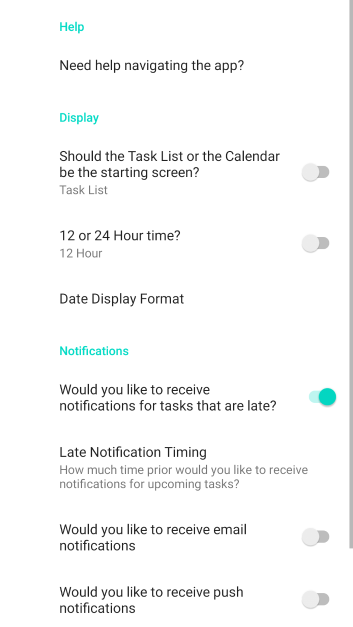 Help
Need help navigating the app?
Display
Should the Task List or the Calendar
be the starting screen?
Task List
12 or 24 Hour time?
12 Hour
Date Display Format
Notifications
Would you like to receive
notifications for tasks that are late?
Late Notification Timing
How much time prior would you like to receive
notifications for upcoming tasks?
Would you like to receive email
notifications
Would you like to receive push
notifications